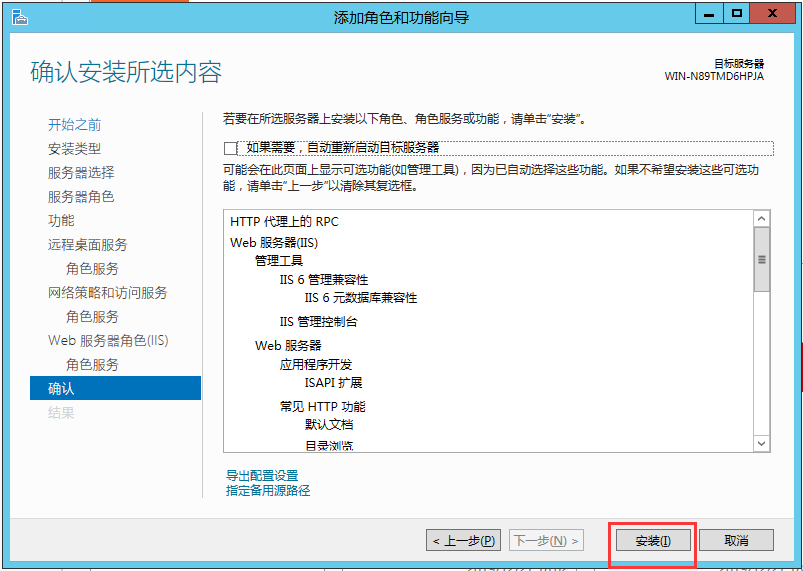 添加角色和功能向导
确认安装所选内容
目标服务器
WIN-N89TMD6HPJA
开始之前
安装类型
服务器选择
服务器角色
功能
远程桌面服务
角色服务
网络策略和访问服务
角色服务
Web 服务器角色(IIS)
角色服务
确认
结果
若要在所选服务器上安装以下角色、角色服务或功能，请单击"安装"。
如果需要，自动重新启动目标服务器
可能会在此页面上显示可选功能(如管理工具)，因为已自动选择这些功能。如果不希望安装这些可选功
能，请单击"上一步"以清除其复选框。
HTTP 代理上的 RPC
Web 服务器(IIS)
管理工具
IIS 6 管理兼容性
IIS 6 元数据库兼容性
IIS 管理控制台
Web 服务器
应用程序开发
ISAPI 扩展
常见 HTTP 功能
默认文档
目录浏览
导出配置设置
指定备用源路径
< 上一步(P)
下一步(N) >
安装(I)
取消